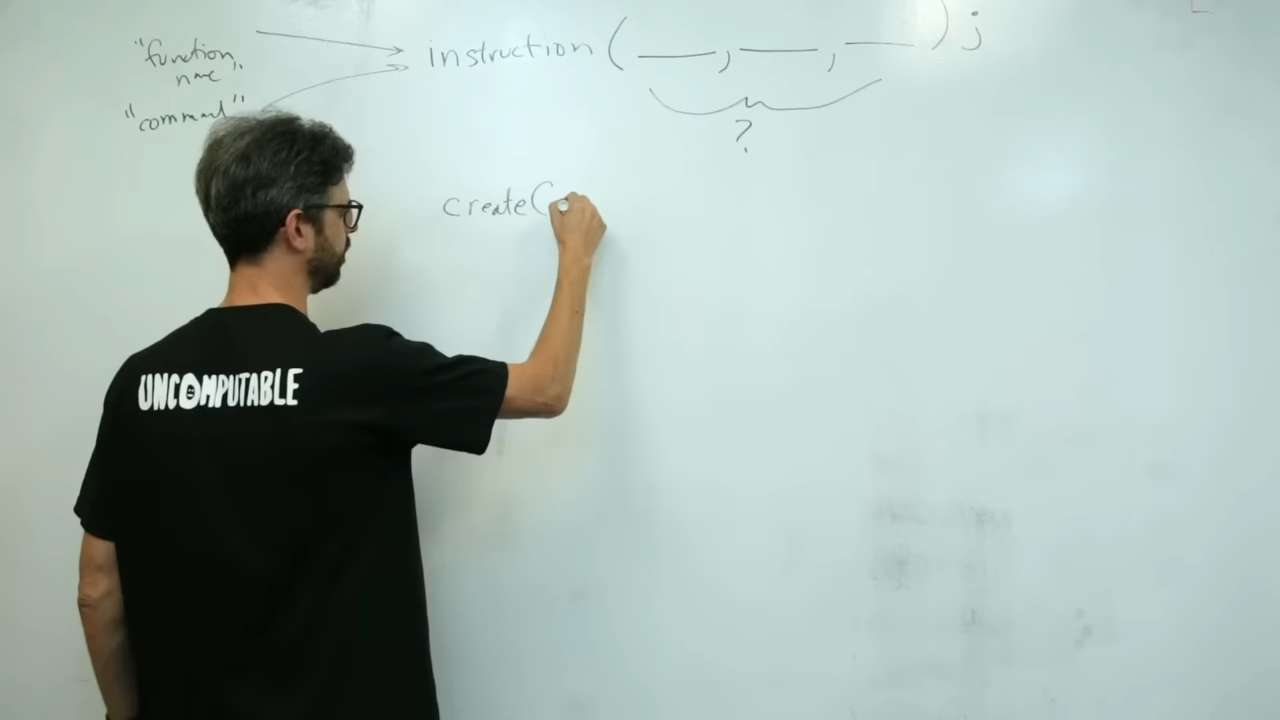 "function
name"
"command"
instruction ( ___, ___, ___ ) ;
?
create(
UNCOMPUTABLE